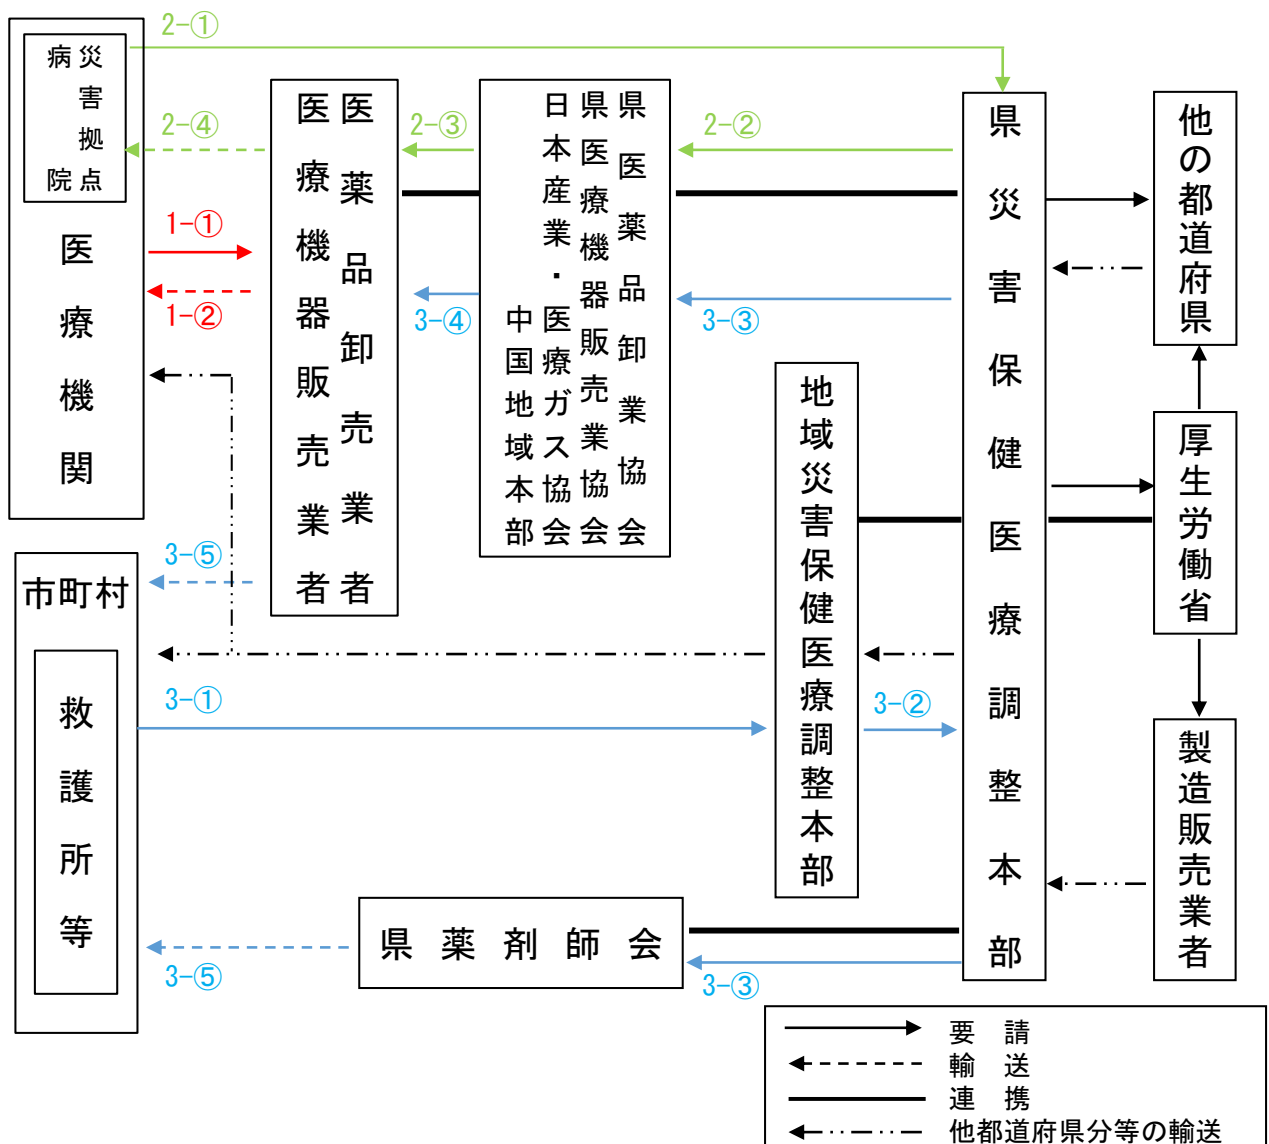 2-①
災害拠点
病院
医療機関
1-①
1-②
2-④
医薬品卸売業者
医療機器販売業者
2-③
3-④
県医薬品卸業協会
県医療機器販売業協会
日本産業・医療ガス協会
中国地域本部
2-②
3-③
県災害保健医療調整本部
他の都道府県
厚生労働省
製造販売業者
地域災害保健医療調整本部
3-②
市町村
救護所等
3-⑤
3-①
3-⑤
県薬剤師会
3-③
要　請
輸　送
連　携
他都道府県分等の輸送